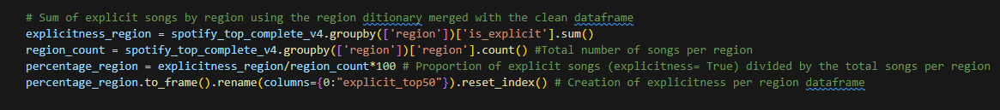 # Sum of explicit songs by region using the region ditionary merged with the clean dataframe
explicitness_region = spotify_top_complete_v4.groupby(['region'])['is_explicit'].sum()
region_count = spotify_top_complete_v4.groupby(['region'])['region'].count() #Total number of songs per region
percentage_region = explicitness_region/region_count*100 # Proportion of explicit songs (explicitness= True) divided by the total songs per region
percentage_region.to_frame().rename(columns={0:"explicit_top50"}).reset_index() # Creation of explicitness per region dataframe